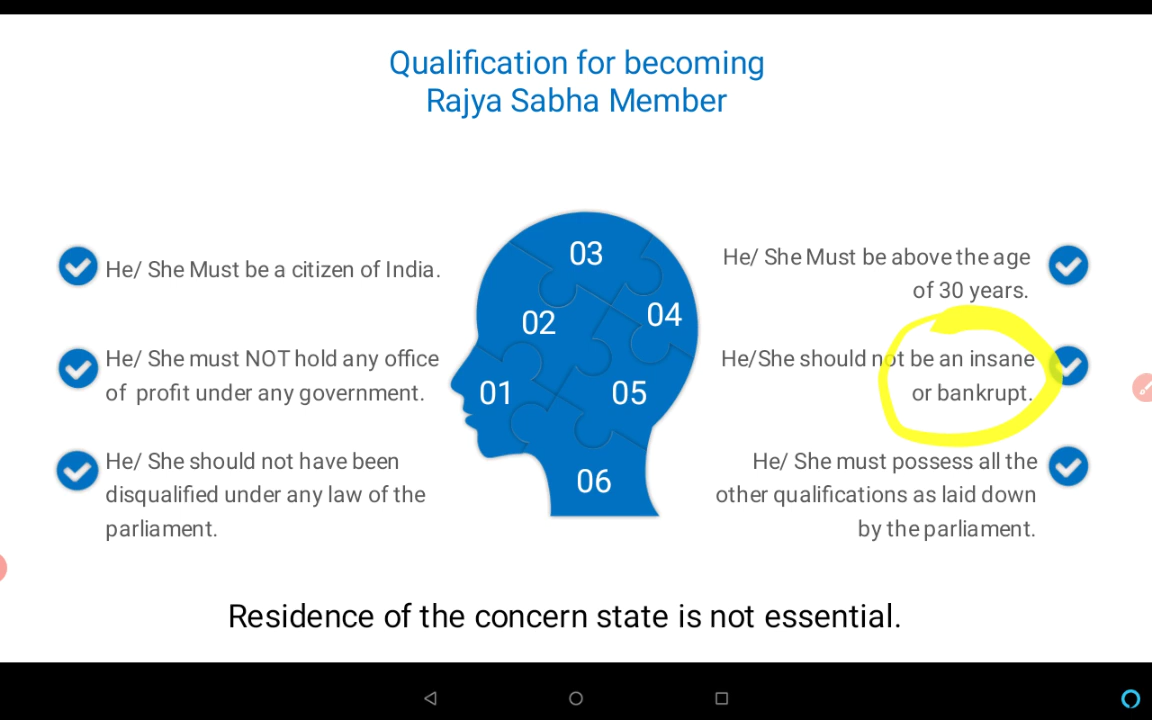 Qualification for becoming
Rajya Sabha Member
He/ She Must be a citizen of India.
He/ She must NOT hold any office
of profit under any government.
He/ She should not have been
disqualified under any law of the
parliament.
03
02
04
01
05
06
He/ She Must be above the age
of 30 years.
He/She should not be an insane
or bankrupt.
He/ She must possess all the
other qualifications as laid down
by the parliament.
Residence of the concern state is not essential.